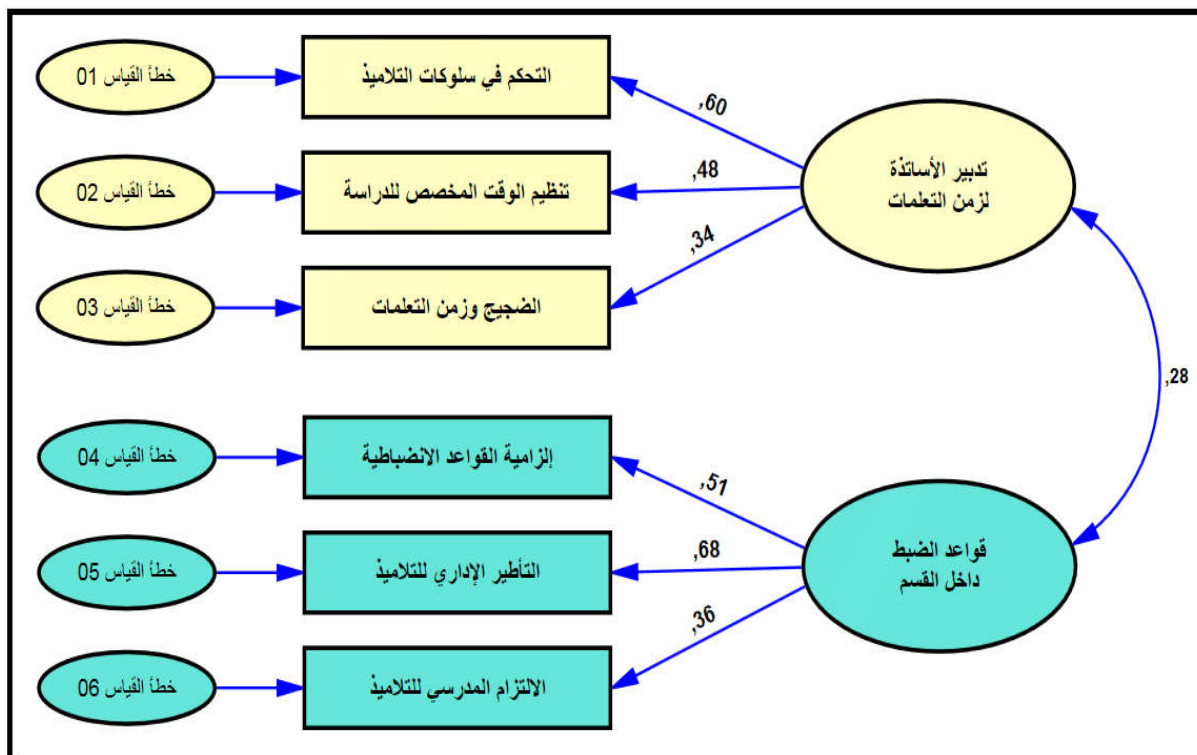 خطأ القياس 01
التحكم في سلوكات التلاميذ
,60
خطأ القياس 02
تنظيم الوقت المخصص للدراسة
,48
تدبير الأساتذة
لزمن التعلمات
خطأ القياس 03
الضجيج وزمن التعلمات
,34
,28
خطأ القياس 04
إلزامية القواعد الانضباطية
,51
خطأ القياس 05
التأطير الإداري للتلاميذ
,68
قواعد الضبط
داخل القسم
خطأ القياس 06
الالتزام المدرسي للتلاميذ
,36